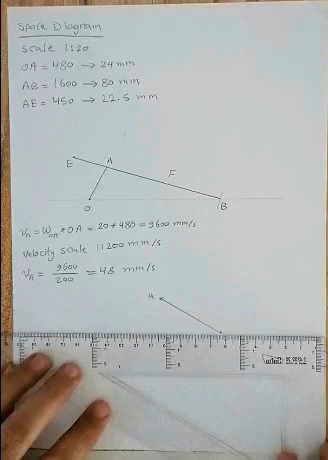 Space Diagram
Scale 1:20
OA = 480 → 24 mm
AB = 1600 → 80 mm
AE = 450 → 22.5 mm
E A F
O B
VA = WOA * OA = 20 * 480 = 9600 mm/s
Velocity scale 1:200 mm/s
VA = 9600/200 = 48 mm/s
a